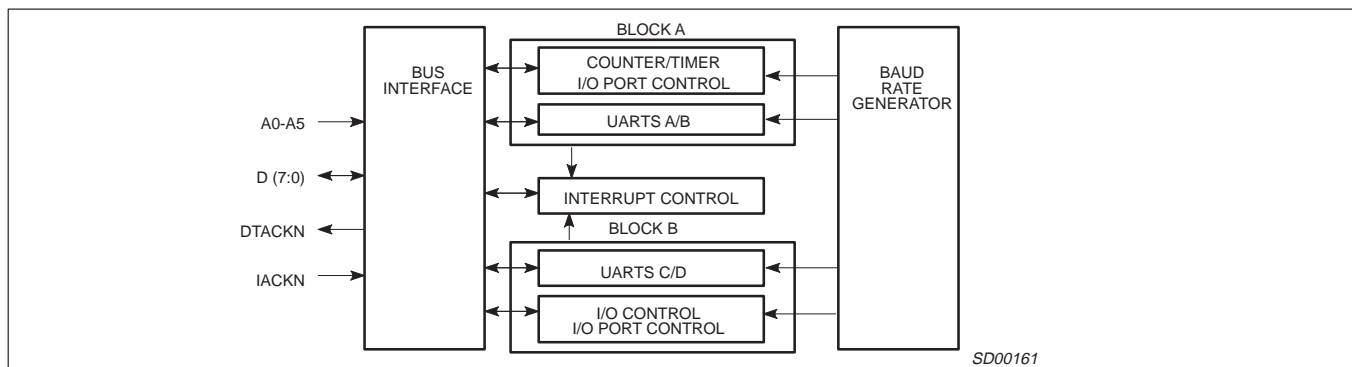 BLOCK A
BUS
INTERFACE
COUNTER/TIMER
I/O PORT CONTROL
UARTS A/B
BAUD
RATE
GENERATOR
A0-A5
D (7:0)
DTACKN
IACKN
INTERRUPT CONTROL
BLOCK B
UARTS C/D
I/O CONTROL
I/O PORT CONTROL
SD00161